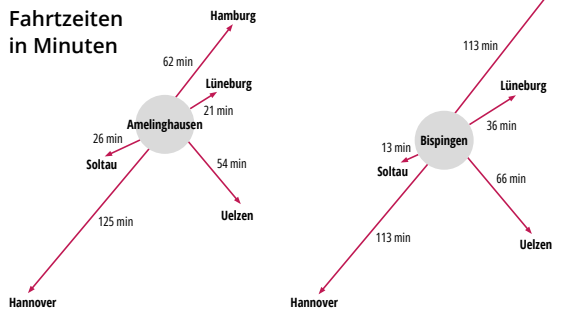 Fahrtzeiten
in Minuten
Hamburg
62 min
Lüneburg
21 min
Amelinghausen
26 min
Soltau
54 min
Uelzen
125 min
Hannover
113 min
Lüneburg
36 min
Bispingen
13 min
Soltau
66 min
Uelzen
113 min
Hannover